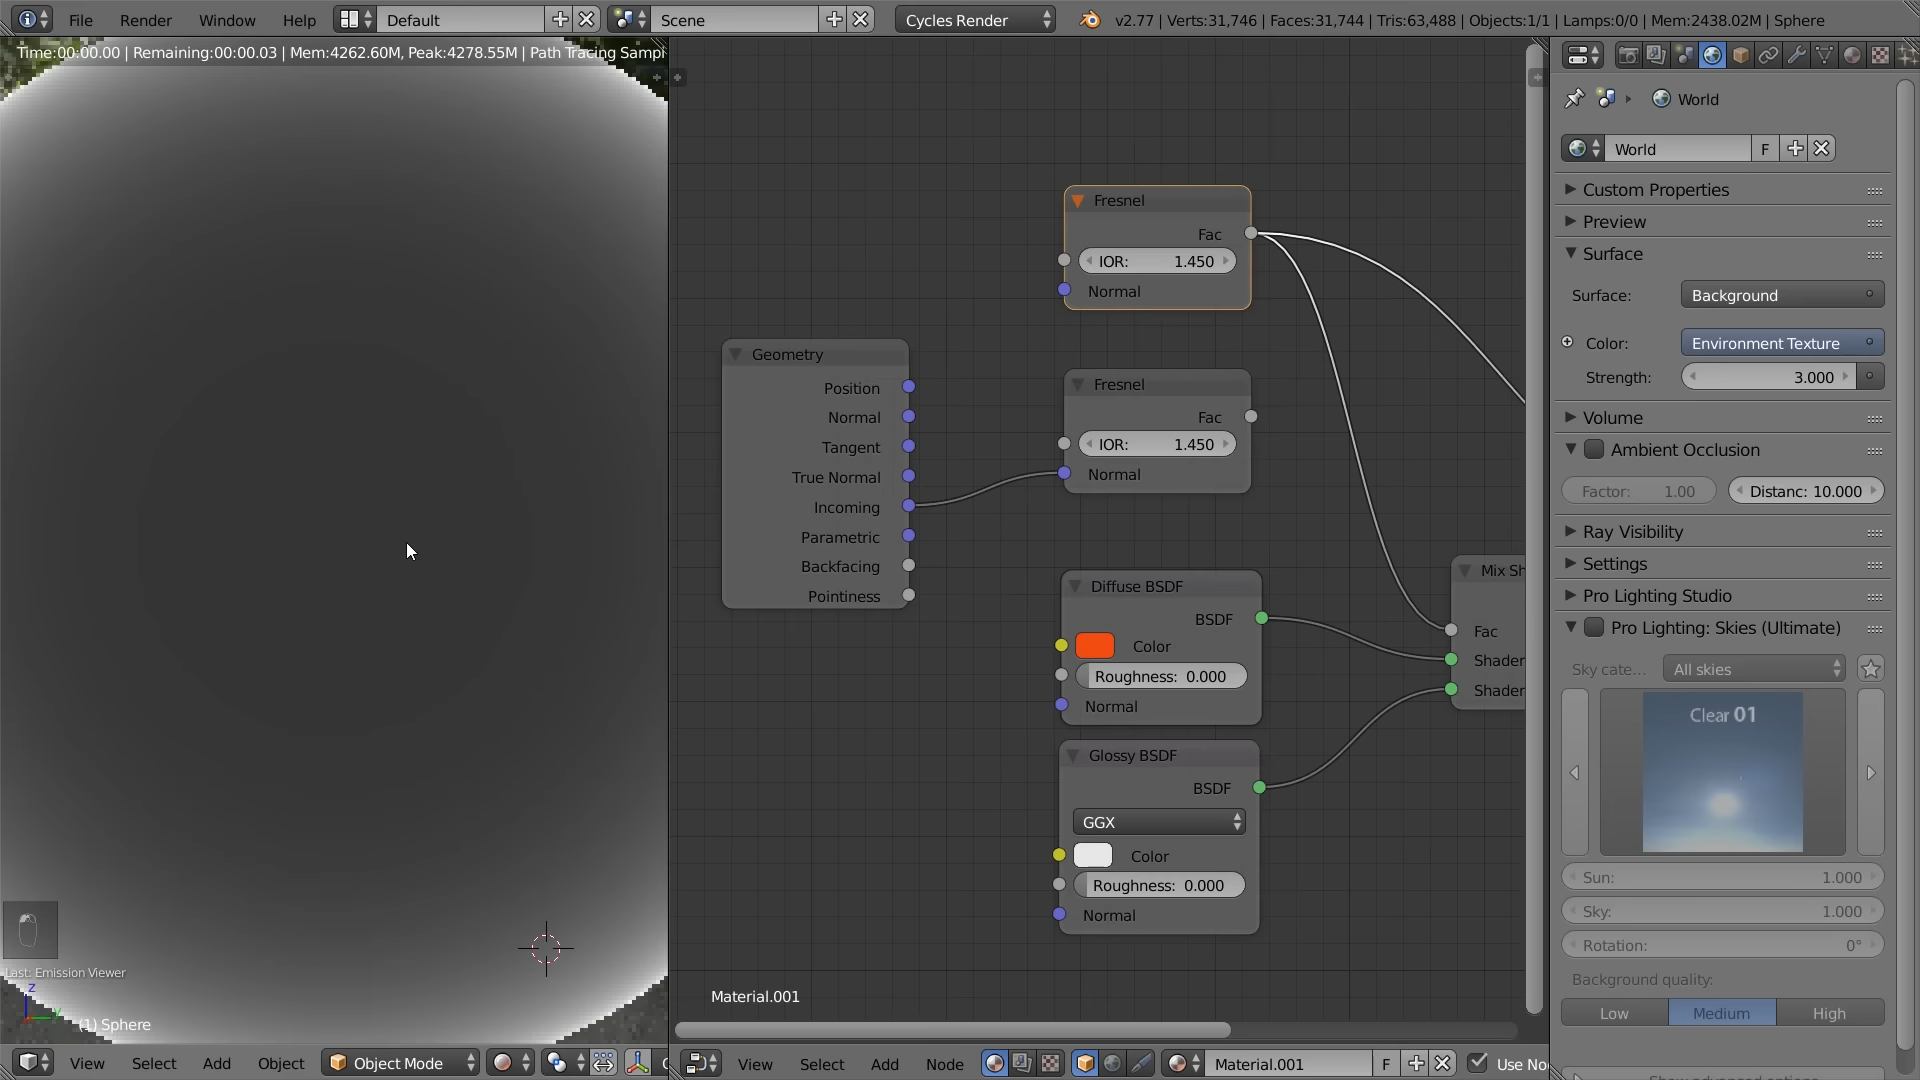 File Render Window Help Default Scene Cycles Render v2.77 | Verts:31,746 | Faces:31,744 | Tris:63,488 | Objects:1/1 | Lamps:0/0 | Mem:2438.02M | Sphere
Time:00:00.00 | Remaining:00:00.03 | Mem:4262.60M, Peak:4278.55M | Path Tracing Sampl
World
World F
Custom Properties
Preview
Surface
Surface: Background
Color: Environment Texture
Strength: 3.000
Volume
Ambient Occlusion
Factor: 1.00 Distanc: 10.000
Ray Visibility
Settings
Pro Lighting Studio
Pro Lighting: Skies (Ultimate)
Sky cate... All skies
Clear 01
Sun: 1.000
Sky: 1.000
Rotation: 0°
Background quality:
Low Medium High
Fresnel
Fac
IOR: 1.450
Normal
Geometry
Position
Normal
Tangent
True Normal
Incoming
Parametric
Backfacing
Pointiness
Fresnel
Fac
IOR: 1.450
Normal
Diffuse BSDF
BSDF
Color
Roughness: 0.000
Normal
Glossy BSDF
BSDF
GGX
Color
Roughness: 0.000
Normal
Mix Sh
Fac
Shader
Shader
Material.001
Last: Emission Viewer
z
y
(1) Sphere
View Select Add Object Object Mode
View Select Add Node Material.001 F Use No